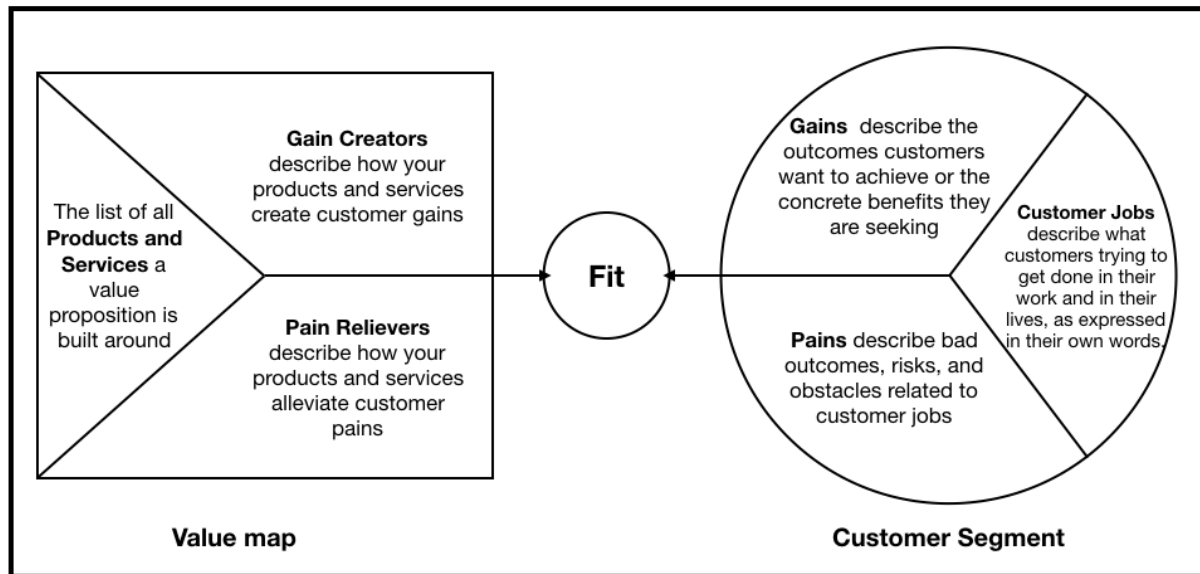 The list of all
Products and
Services a
value
proposition is
built around
Gain Creators
describe how your
products and services
create customer gains
Pain Relievers
describe how your
products and services
alleviate customer
pains
Fit
Gains describe the
outcomes customers
want to achieve or the
concrete benefits they
are seeking
Pains describe bad
outcomes, risks, and
obstacles related to
customer jobs
Customer Jobs
describe what
customers trying to
get done in their
work and in their
lives, as expressed
in their own words.
Value map
Customer Segment